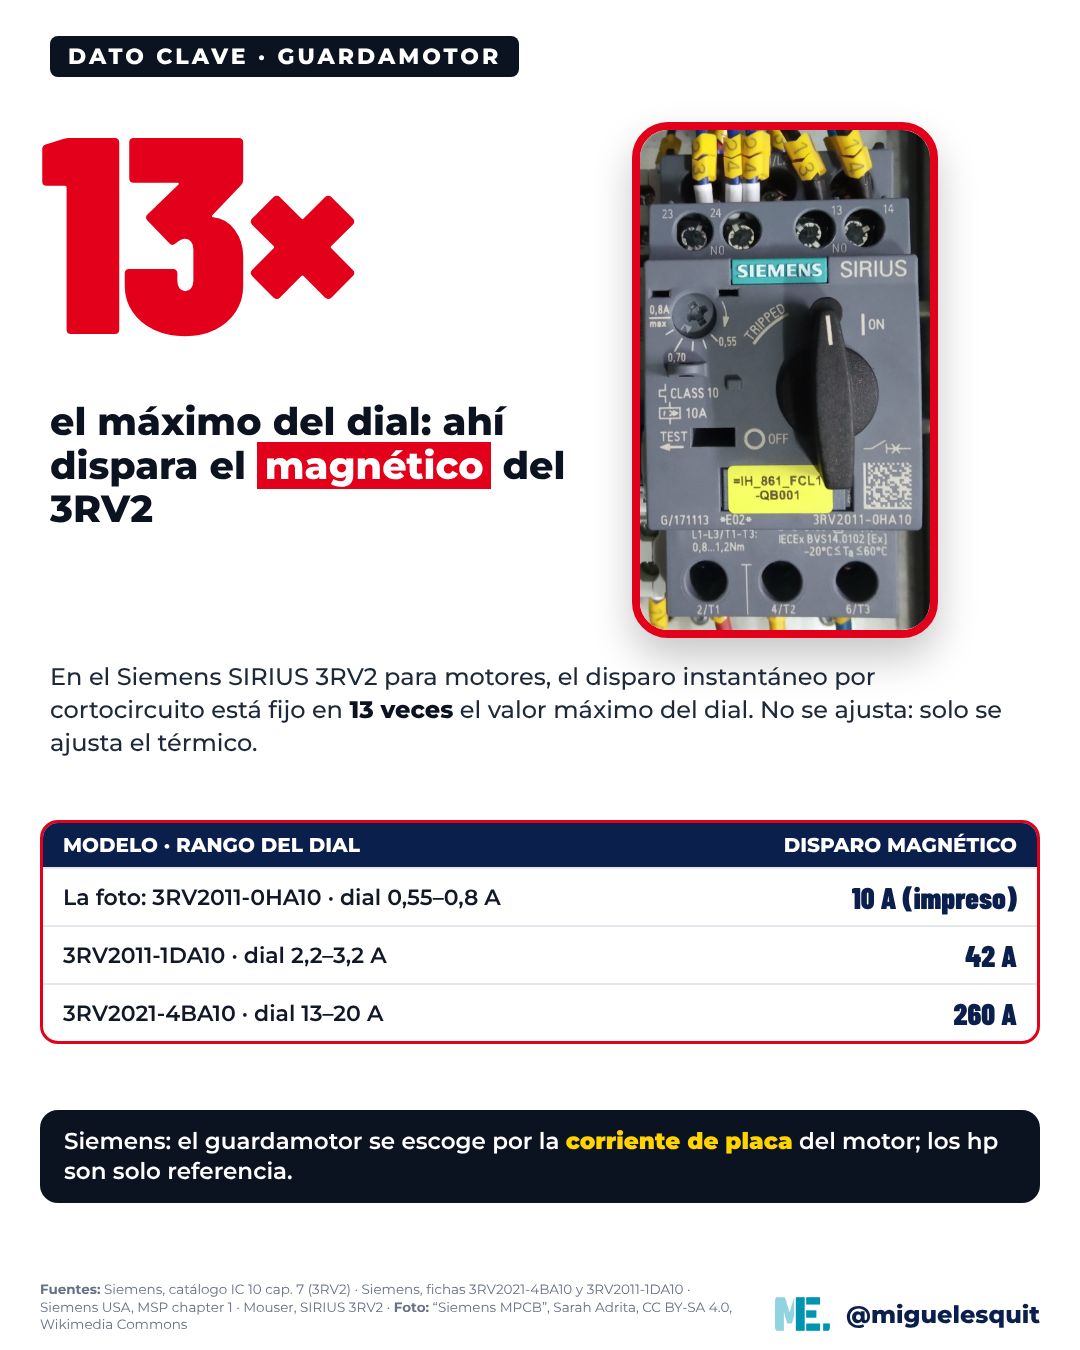 DATO CLAVE · GUARDAMOTOR
13×
el máximo del dial: ahí
dispara el magnético del
3RV2
23
24
13
14
NO
NO
SIEMENS SIRIUS
0,8A
max
0,55
0,70
TRIPPED
ON
CLASS 10
10A
TEST
OFF
=IH_861_FCL1
-QB001
G/171113 *E02* 3RV2011-0HA10
L1-L3/T1-T3:
0,8...1,2Nm
IECEx BVS14.0102 [Ex]
-20°C≤Ta≤60°C
2/T1 4/T2 6/T3
En el Siemens SIRIUS 3RV2 para motores, el disparo instantáneo por
cortocircuito está fijo en 13 veces el valor máximo del dial. No se ajusta: solo se
ajusta el térmico.
MODELO · RANGO DEL DIAL DISPARO MAGNÉTICO
La foto: 3RV2011-0HA10 · dial 0,55–0,8 A 10 A (impreso)
3RV2011-1DA10 · dial 2,2–3,2 A 42 A
3RV2021-4BA10 · dial 13–20 A 260 A
Siemens: el guardamotor se escoge por la corriente de placa del motor; los hp
son solo referencia.
Fuentes: Siemens, catálogo IC 10 cap. 7 (3RV2) · Siemens, fichas 3RV2021-4BA10 y 3RV2011-1DA10 ·
Siemens USA, MSP chapter 1 · Mouser, SIRIUS 3RV2 · Foto: “Siemens MPCB”, Sarah Adrita, CC BY-SA 4.0,
Wikimedia Commons
ME. @miguelesquit